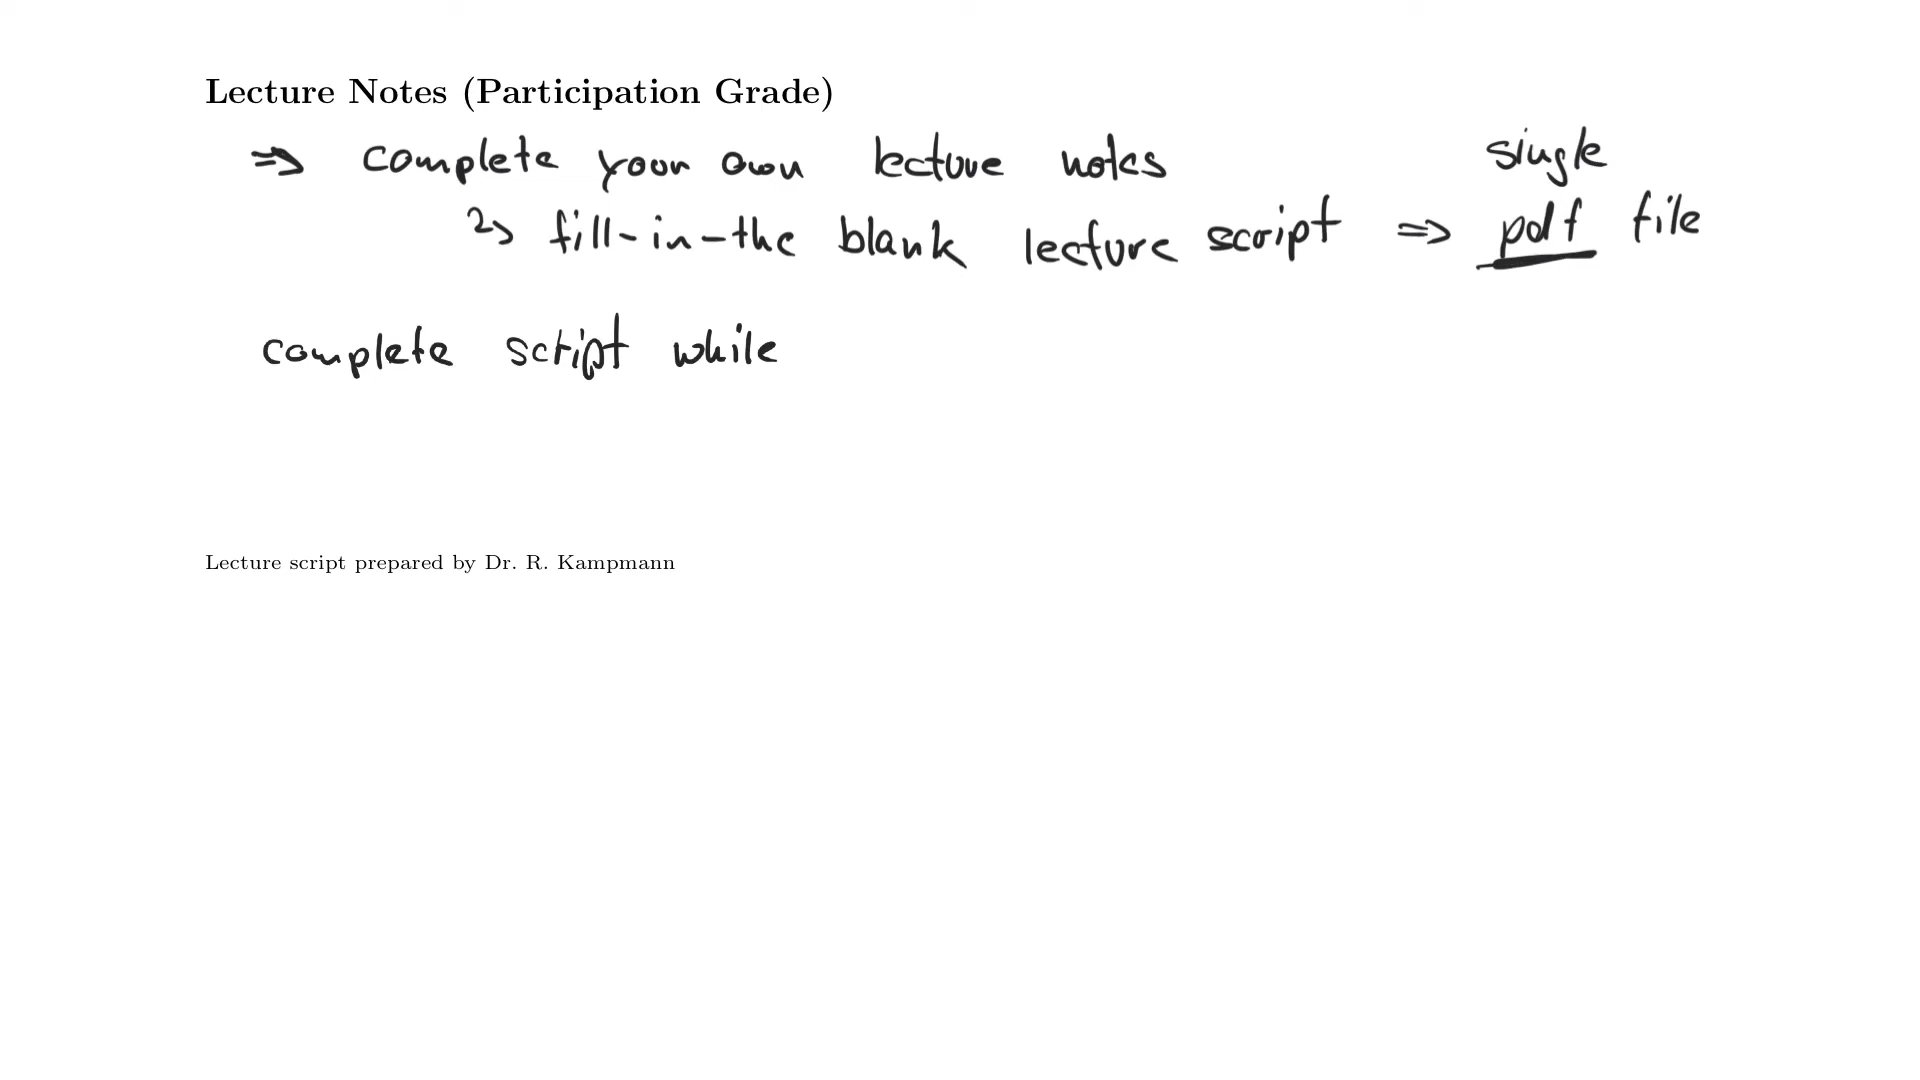 Lecture Notes (Participation Grade)
⇒ complete your own lecture notes
↳ fill-in-the blank lecture script ⇒ single pdf file
complete script while
Lecture script prepared by Dr. R. Kampmann